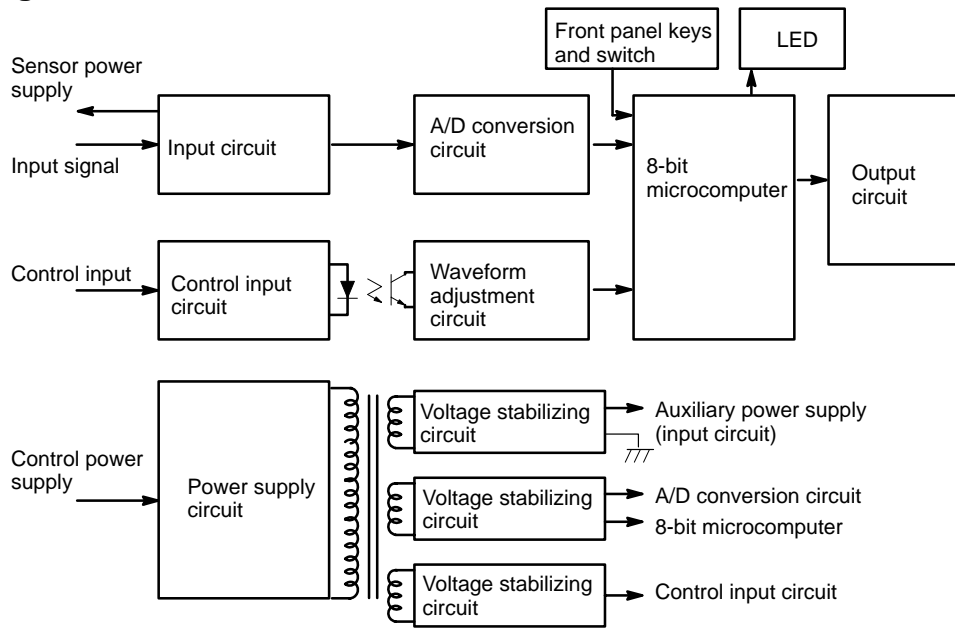 Front panel keys
and switch
LED
Sensor power
supply
Input signal
Input circuit
A/D conversion
circuit
8-bit
microcomputer
Output
circuit
Control input
Control input
circuit
Waveform
adjustment
circuit
Control power
supply
Power supply
circuit
Voltage stabilizing
circuit
Auxiliary power supply
(input circuit)
Voltage stabilizing
circuit
A/D conversion circuit
8-bit microcomputer
Voltage stabilizing
circuit
Control input circuit